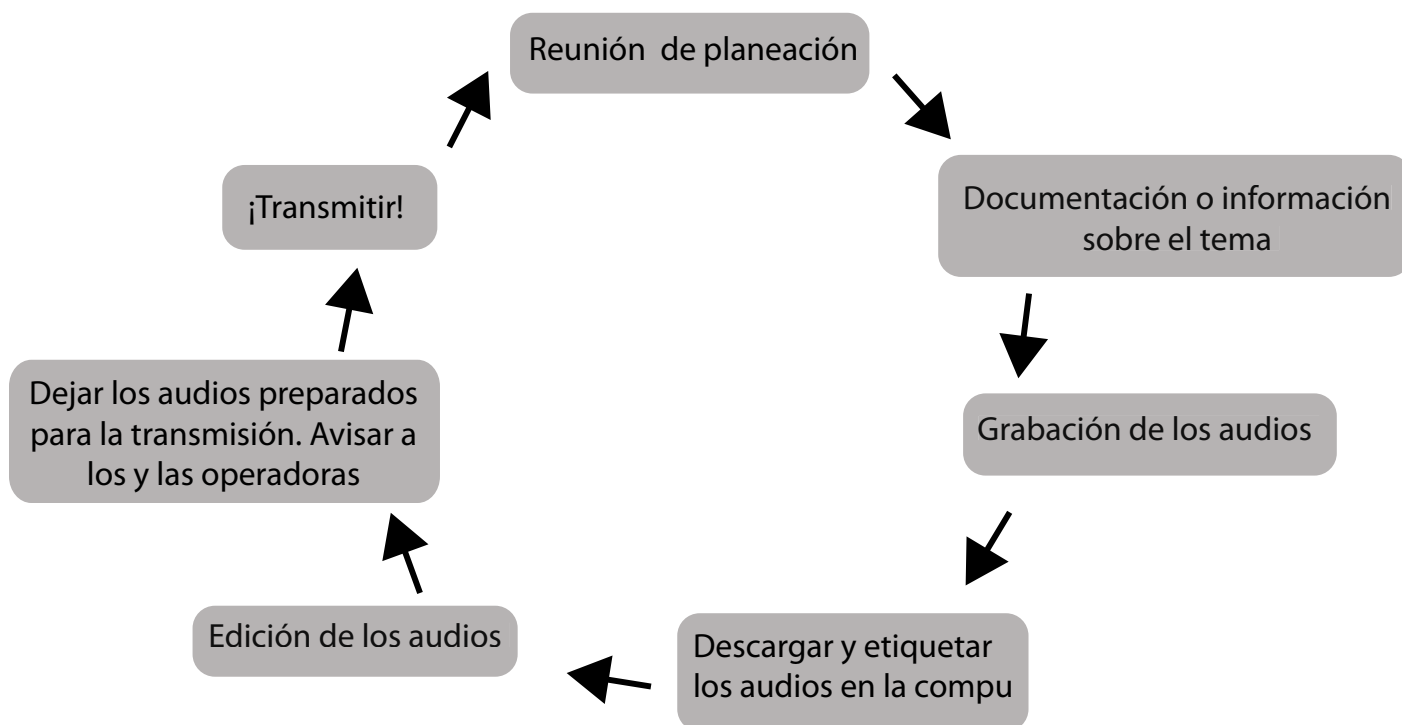 Reunión de planeación
Documentación o información
sobre el tema
Grabación de los audios
Descargar y etiquetar
los audios en la compu
Edición de los audios
Dejar los audios preparados
para la transmisión. Avisar a
los y las operadoras
¡Transmitir!